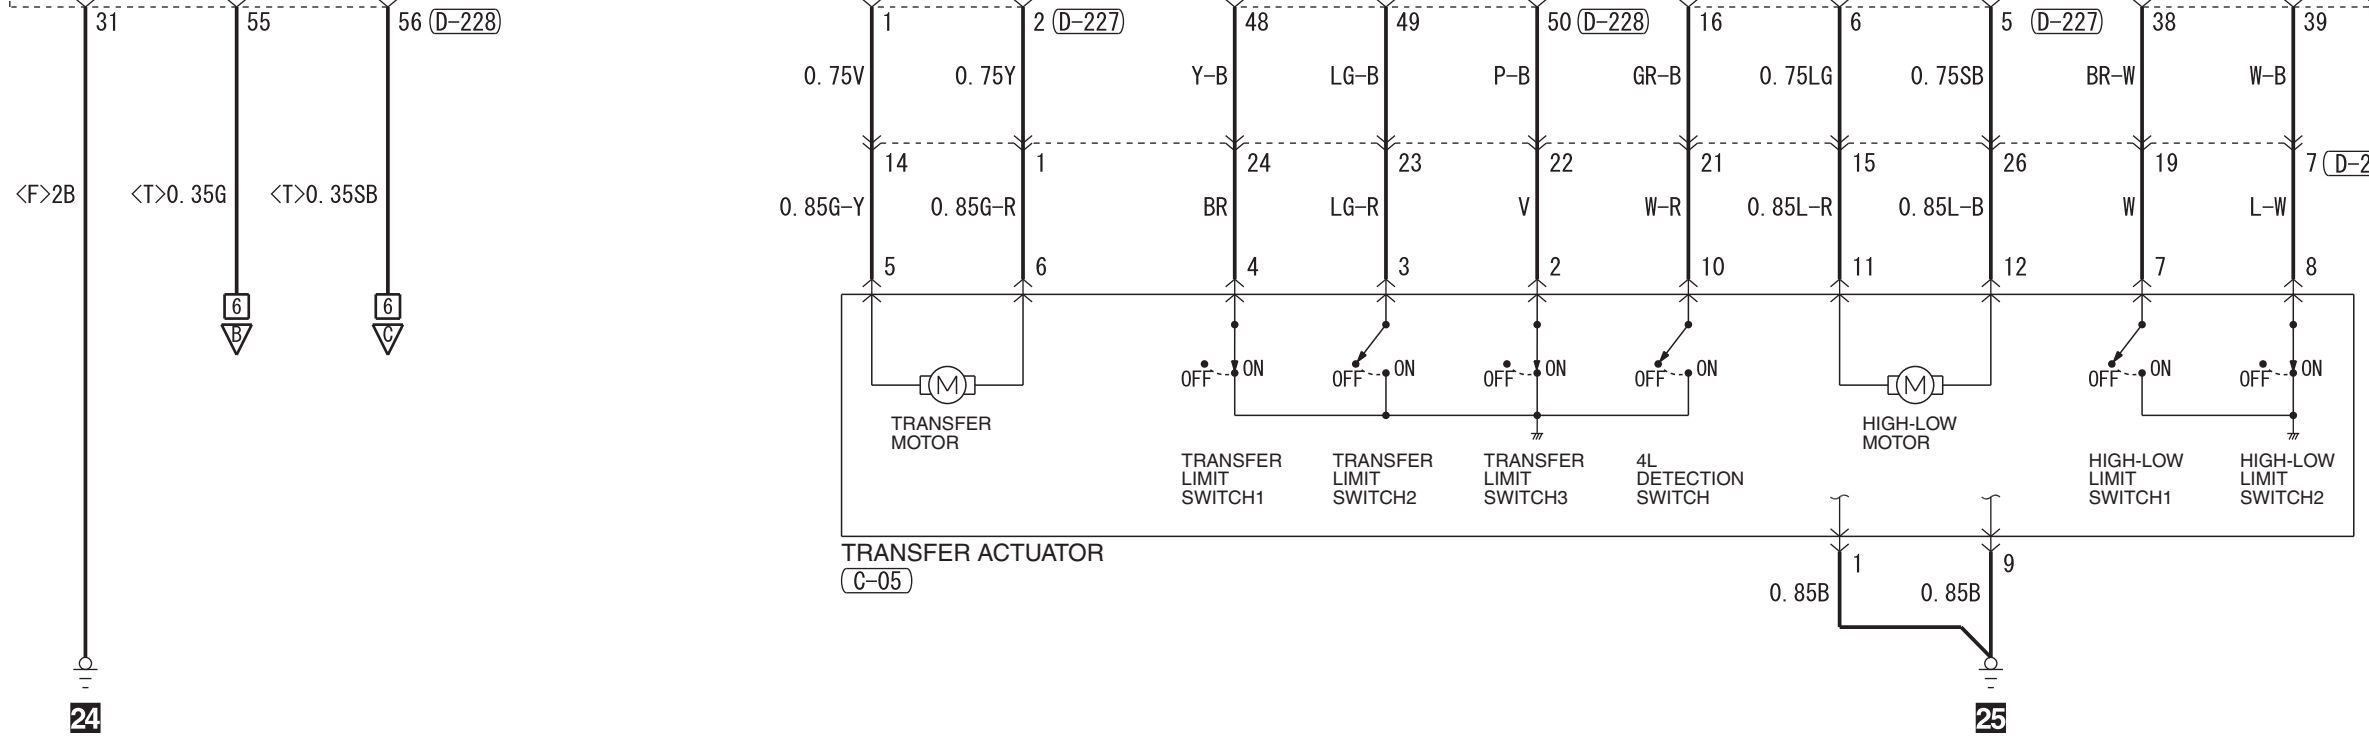 31 55 56 D-228 1 2 D-227 48 49 50 D-228 16 6 5 D-227 38 39
0.75V 0.75Y Y-B LG-B P-B GR-B 0.75LG 0.75SB BR-W W-B
14 1 24 23 22 21 15 26 19 7 D-2
<F>2B <T>0.35G <T>0.35SB 0.85G-Y 0.85G-R BR LG-R V W-R 0.85L-R 0.85L-B W L-W
5 6 4 3 2 10 11 12 7 8
6 6
B C
OFF ON OFF ON OFF ON OFF ON OFF ON OFF ON
M M
TRANSFER
MOTOR
HIGH-LOW
MOTOR
TRANSFER
LIMIT
SWITCH1
TRANSFER
LIMIT
SWITCH2
TRANSFER
LIMIT
SWITCH3
4L
DETECTION
SWITCH
HIGH-LOW
LIMIT
SWITCH1
HIGH-LOW
LIMIT
SWITCH2
TRANSFER ACTUATOR
C-05
1 9
0.85B 0.85B
24 25